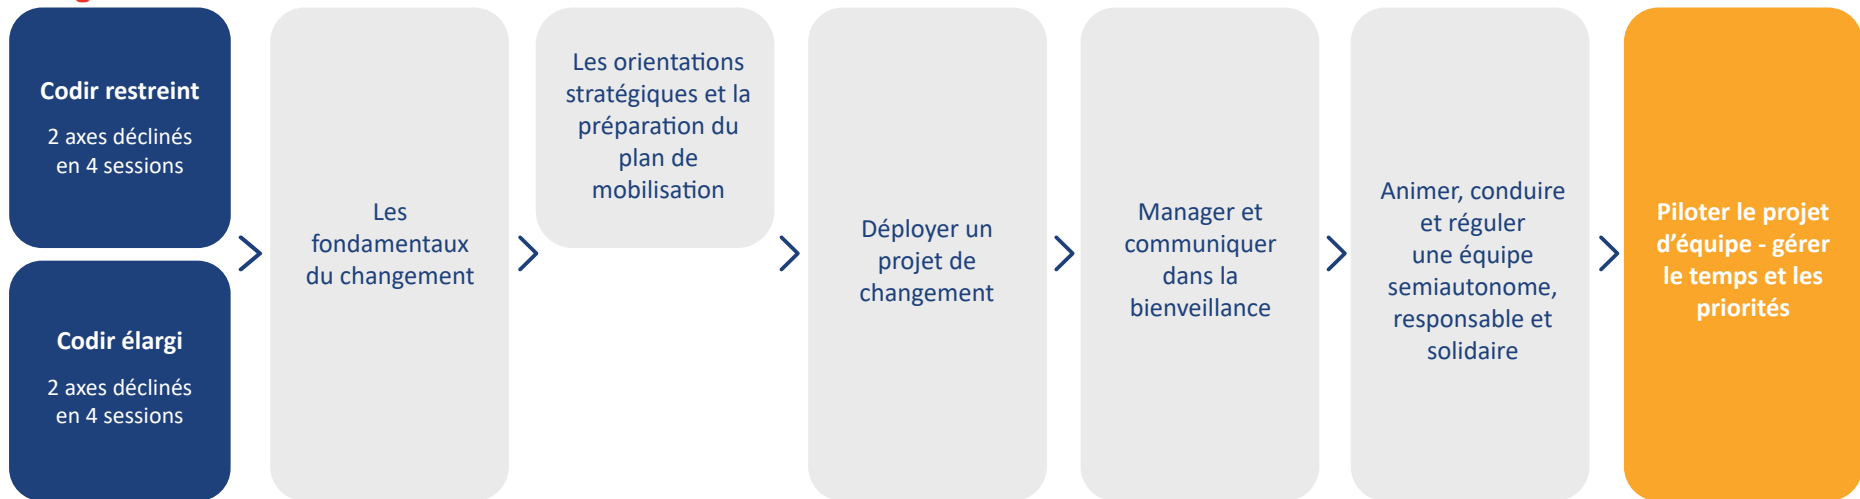 Codir restreint
2 axes déclinés
en 4 sessions
Codir élargi
2 axes déclinés
en 4 sessions
Les
fondamentaux
du changement
Les orientations
stratégiques et la
préparation du
plan de
mobilisation
Déployer un
projet de
changement
Manager et
communiquer
dans la
bienveillance
Animer, conduire
et réguler
une équipe
semiautonome,
responsable et
solidaire
Piloter le projet
d’équipe - gérer
le temps et les
priorités